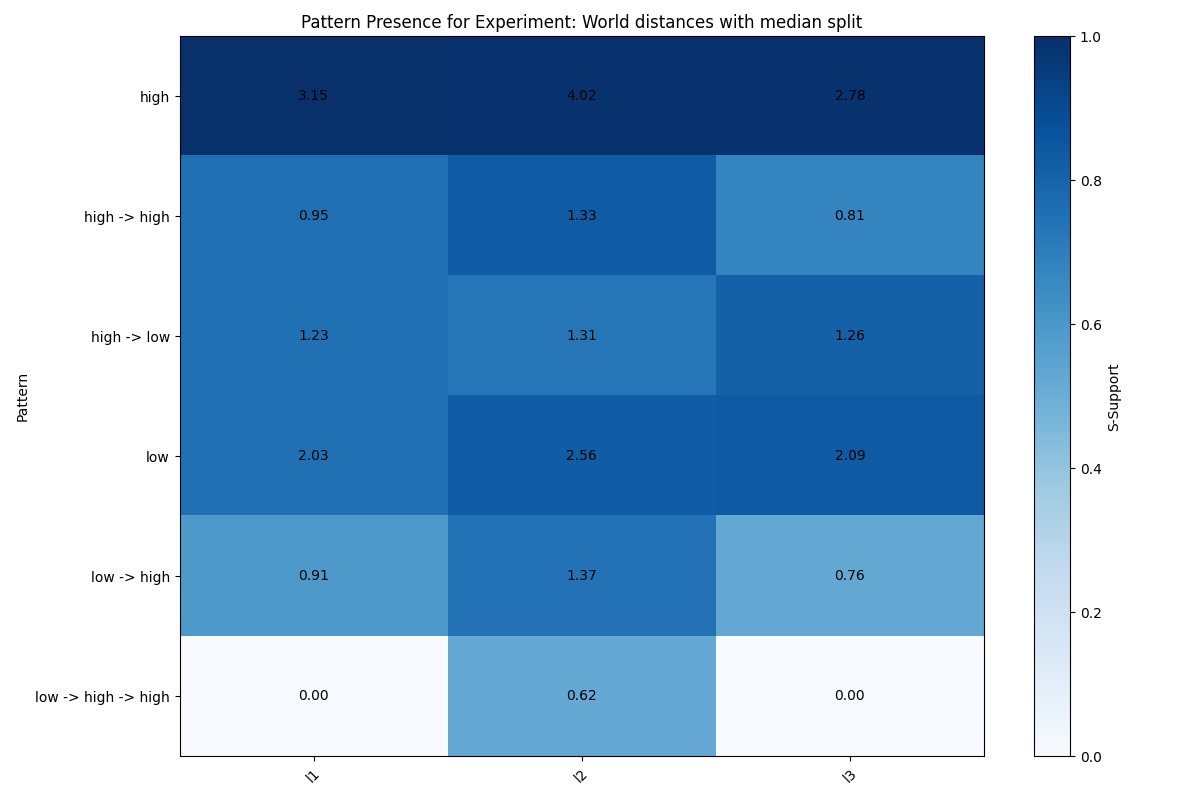 Pattern Presence for Experiment: World distances with median split
Pattern
high 3.15 4.02 2.78
high -> high 0.95 1.33 0.81
high -> low 1.23 1.31 1.26
low 2.03 2.56 2.09
low -> high 0.91 1.37 0.76
low -> high -> high 0.00 0.62 0.00
l1 l2 l3
1.0
0.8
0.6
0.4
0.2
0.0
S-Support